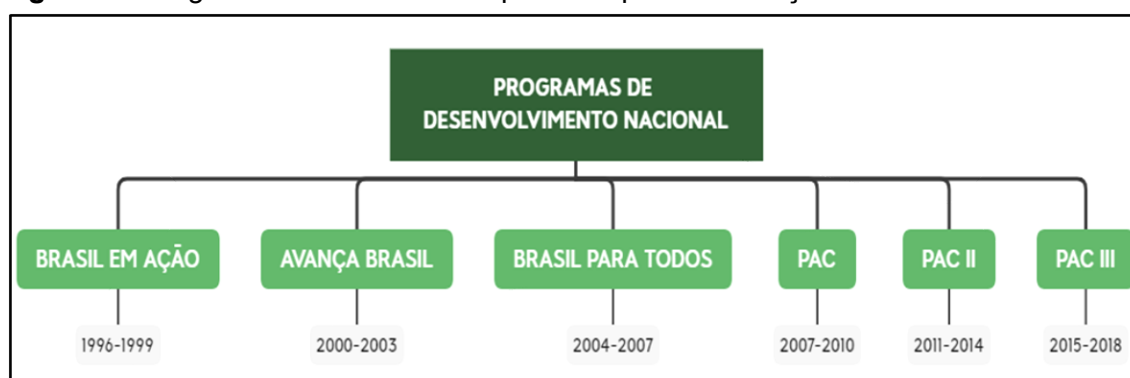 PROGRAMAS DE
DESENVOLVIMENTO NACIONAL
BRASIL EM AÇÃO
AVANÇA BRASIL
BRASIL PARA TODOS
PAC
PAC II
PAC III
1996-1999
2000-2003
2004-2007
2007-2010
2011-2014
2015-2018